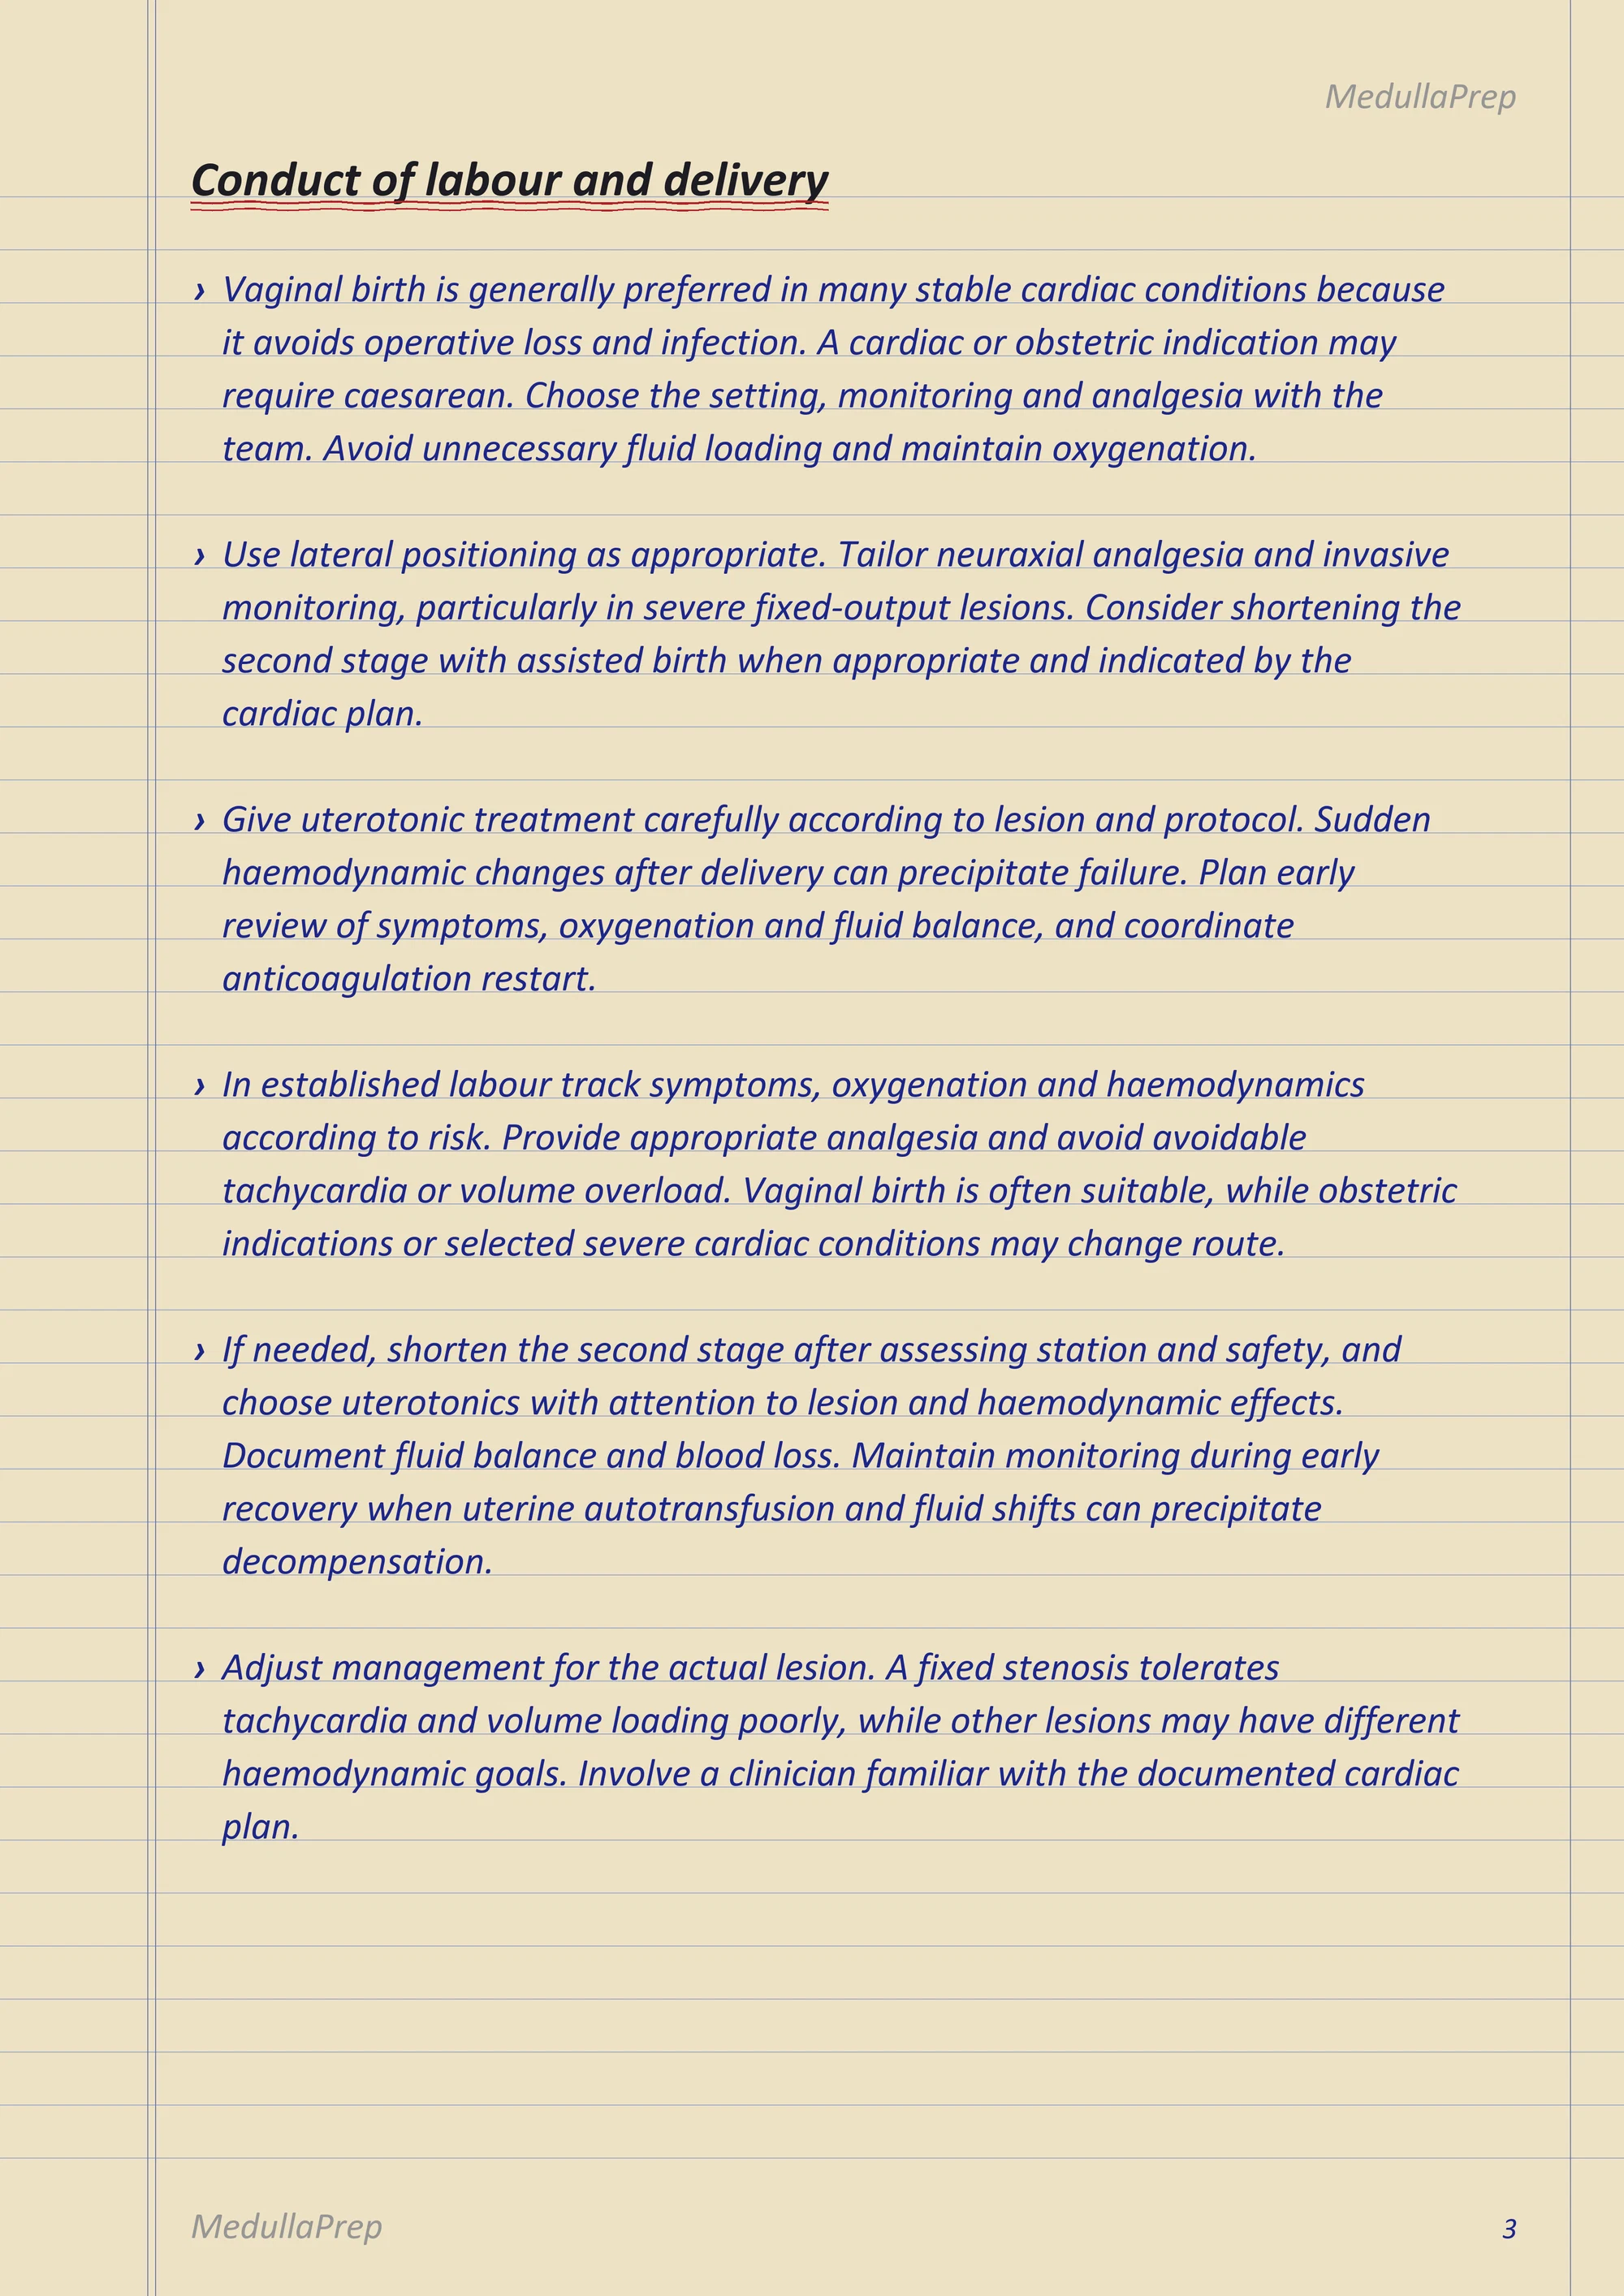 MedullaPrep
Conduct of labour and delivery
› Vaginal birth is generally preferred in many stable cardiac conditions because
it avoids operative loss and infection. A cardiac or obstetric indication may
require caesarean. Choose the setting, monitoring and analgesia with the
team. Avoid unnecessary fluid loading and maintain oxygenation.
› Use lateral positioning as appropriate. Tailor neuraxial analgesia and invasive
monitoring, particularly in severe fixed-output lesions. Consider shortening the
second stage with assisted birth when appropriate and indicated by the
cardiac plan.
› Give uterotonic treatment carefully according to lesion and protocol. Sudden
haemodynamic changes after delivery can precipitate failure. Plan early
review of symptoms, oxygenation and fluid balance, and coordinate
anticoagulation restart.
› In established labour track symptoms, oxygenation and haemodynamics
according to risk. Provide appropriate analgesia and avoid avoidable
tachycardia or volume overload. Vaginal birth is often suitable, while obstetric
indications or selected severe cardiac conditions may change route.
› If needed, shorten the second stage after assessing station and safety, and
choose uterotonics with attention to lesion and haemodynamic effects.
Document fluid balance and blood loss. Maintain monitoring during early
recovery when uterine autotransfusion and fluid shifts can precipitate
decompensation.
› Adjust management for the actual lesion. A fixed stenosis tolerates
tachycardia and volume loading poorly, while other lesions may have different
haemodynamic goals. Involve a clinician familiar with the documented cardiac
plan.
MedullaPrep
3